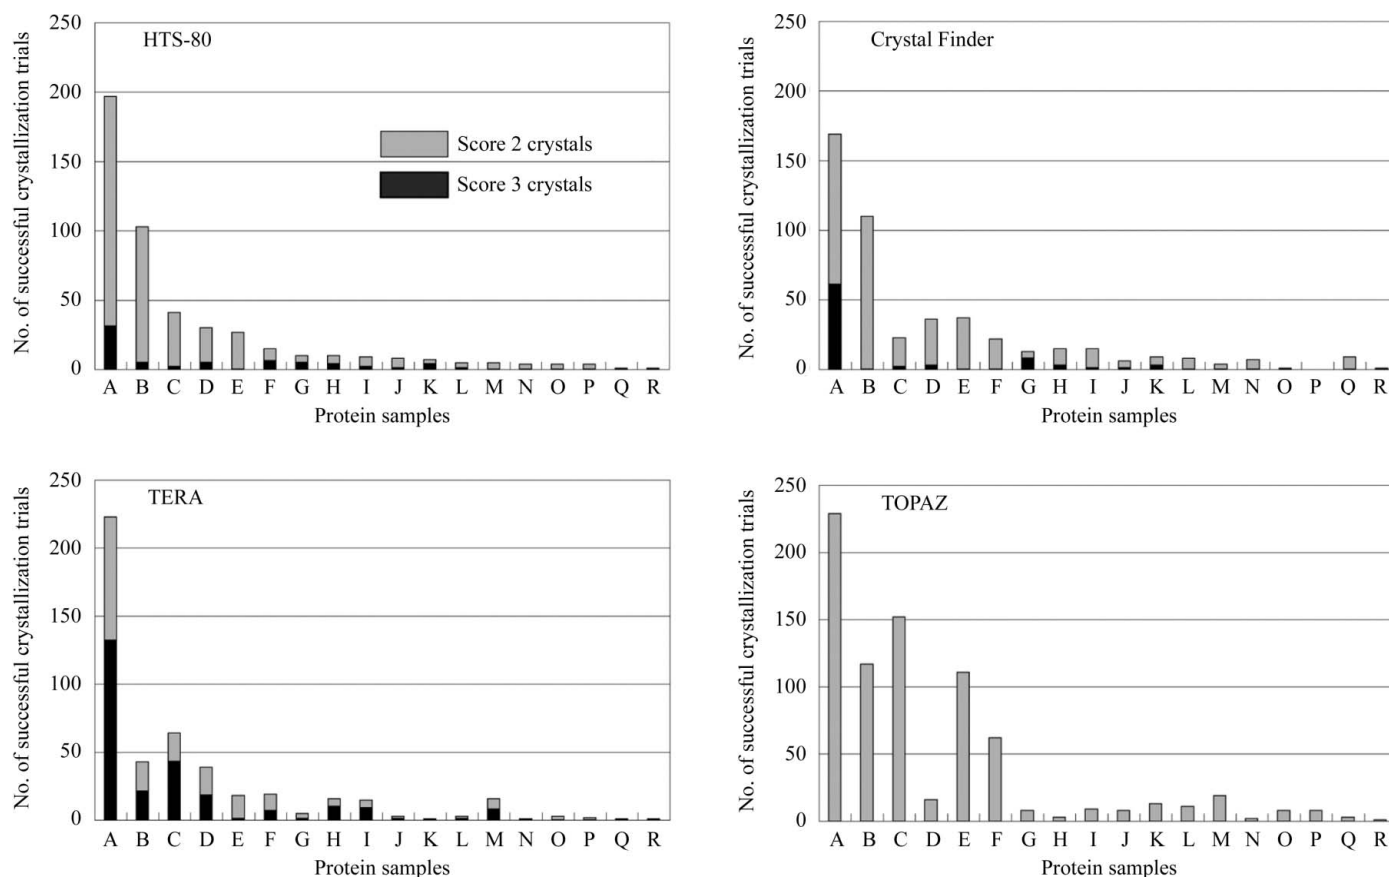 HTS-80
No. of successful crystallization trials
250
200
150
100
50
0
Score 2 crystals
Score 3 crystals
A B C D E F G H I J K L M N O P Q R
Protein samples
Crystal Finder
No. of successful crystallization trials
250
200
150
100
50
0
A B C D E F G H I J K L M N O P Q R
Protein samples
TERA
No. of successful crystallization trials
250
200
150
100
50
0
A B C D E F G H I J K L M N O P Q R
Protein samples
TOPAZ
No. of successful crystallization trials
250
200
150
100
50
0
A B C D E F G H I J K L M N O P Q R
Protein samples